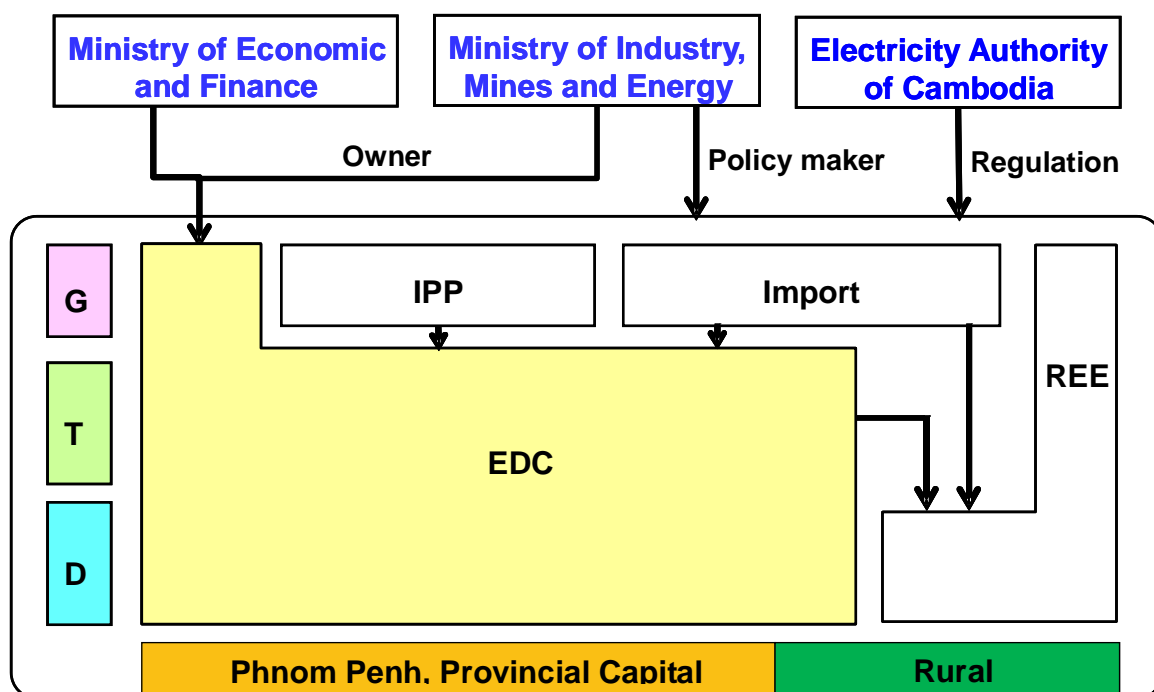 Ministry of Economic
and Finance
Ministry of Industry,
Mines and Energy
Electricity Authority
of Cambodia
Owner
Policy maker
Regulation
G
IPP
Import
REE
T
EDC
D
Phnom Penh, Provincial Capital
Rural